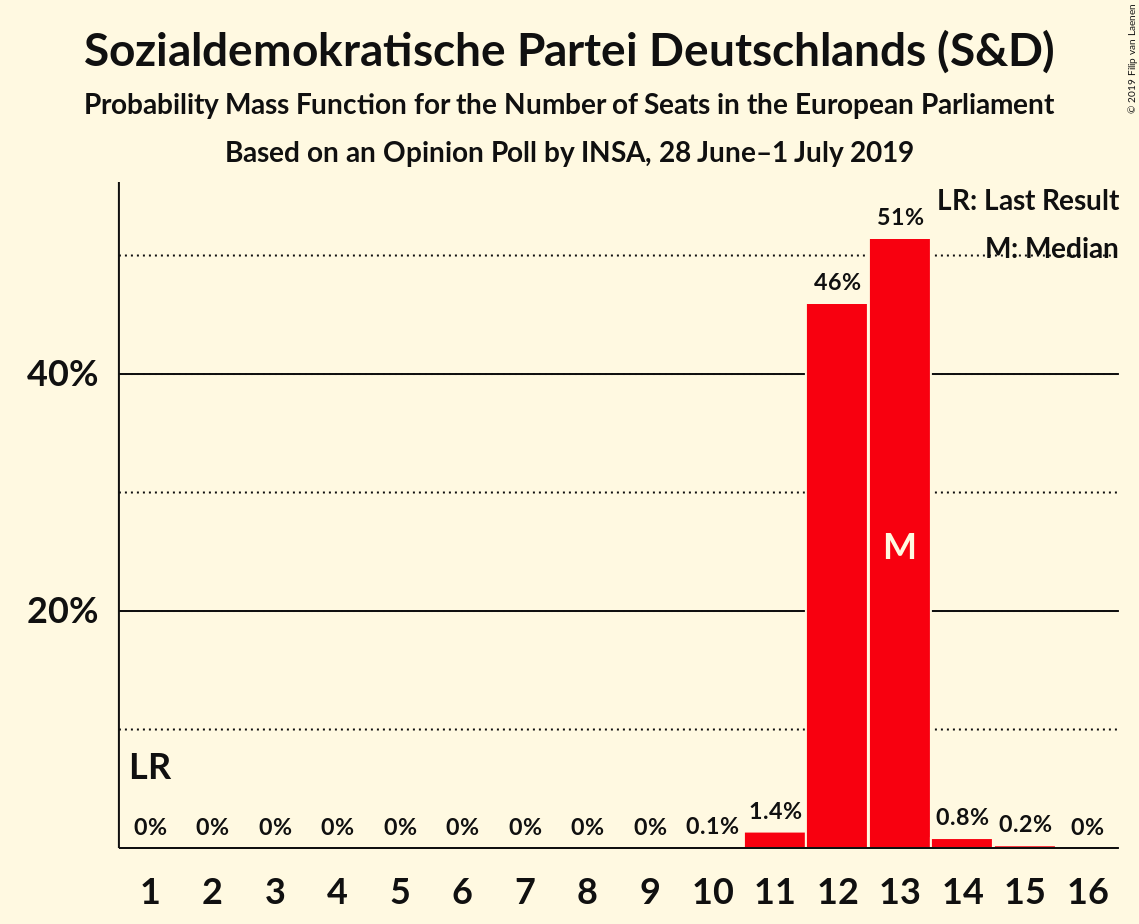 Sozialdemokratische Partei Deutschlands (S&D)
Probability Mass Function for the Number of Seats in the European Parliament
Based on an Opinion Poll by INSA, 28 June–1 July 2019
© 2019 Filip van Laenen
LR: Last Result
M: Median
51%
46%
40%
M
20%
LR
0% 0% 0% 0% 0% 0% 0% 0% 0% 0.1% 1.4% 0.8% 0.2% 0%
1 2 3 4 5 6 7 8 9 10 11 12 13 14 15 16